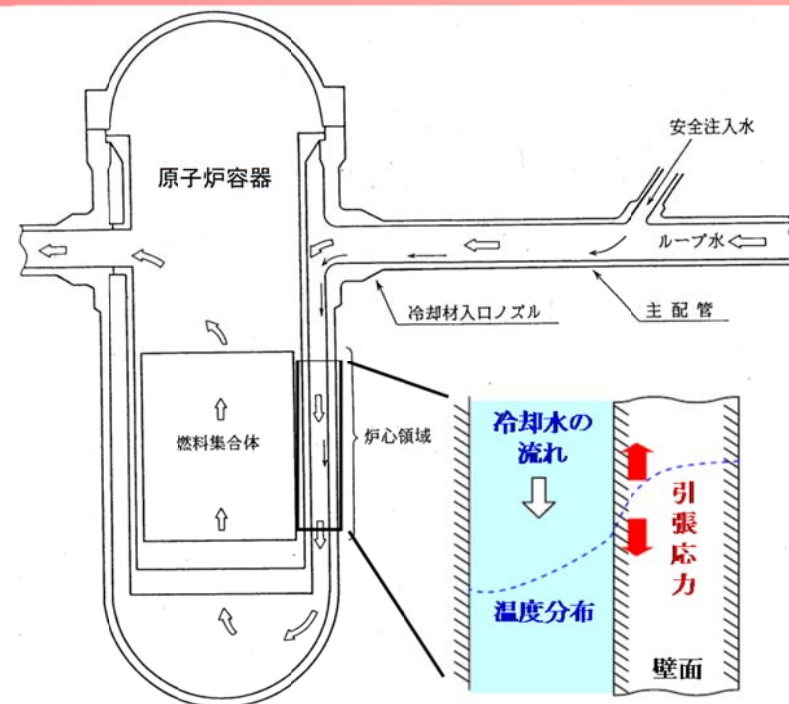 原子炉容器
安全注入水
ループ水
冷却材入口ノズル
主配管
燃料集合体
炉心領域
冷却水の
流れ
引張応力
温度分布
壁面